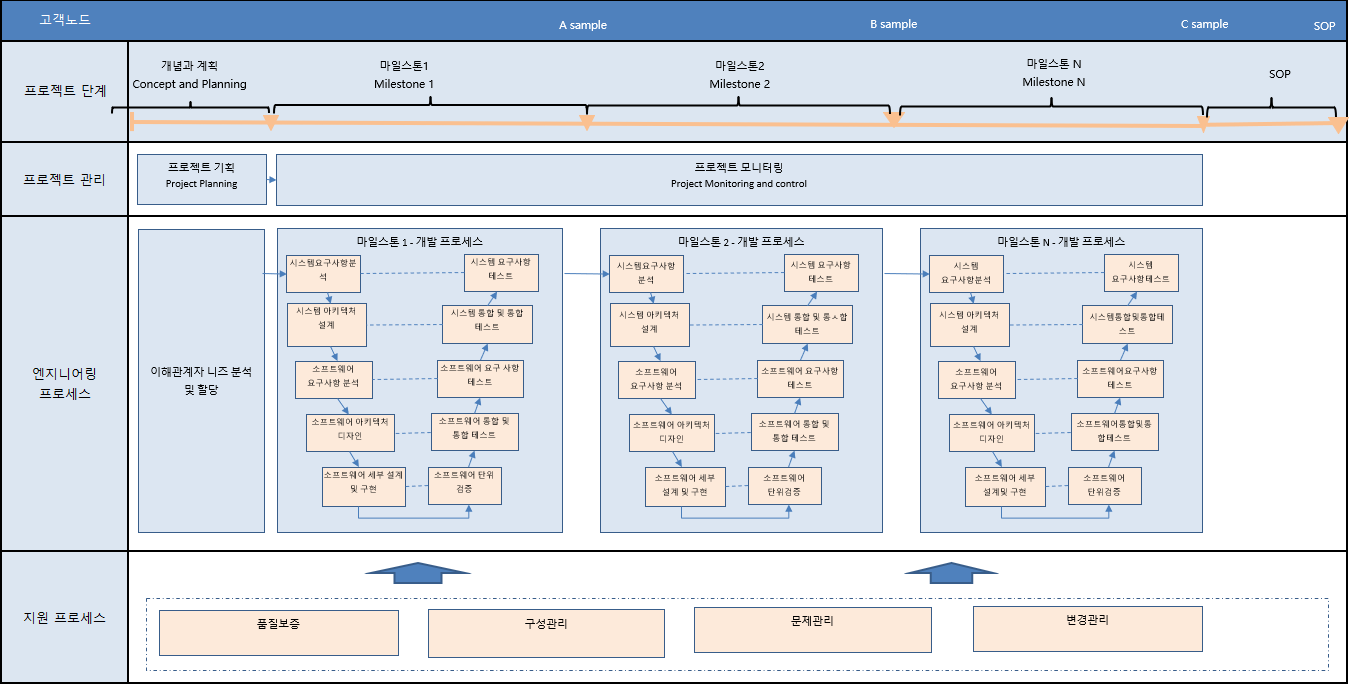 고객노드
A sample
B sample
C sample
SOP
프로젝트 단계
개념과 계획
Concept and Planning
마일스톤1
Milestone 1
마일스톤2
Milestone 2
마일스톤 N
Milestone N
SOP
프로젝트 관리
프로젝트 기획
Project Planning
프로젝트 모니터링
Project Monitoring and control
엔지니어링
프로세스
이해관계자 니즈 분석
및 할당
마일스톤 1 - 개발 프로세스
시스템요구사항분
석
시스템 요구사항
테스트
시스템 아키텍처
설계
시스템 통합 및 통합
테스트
소프트웨어
요구사항 분석
소프트웨어 요구 사항
테스트
소프트웨어 아키텍처
디자인
소프트웨어 통합 및
통합 테스트
소프트웨어 세부 설계
및 구현
소프트웨어 단위
검증
마일스톤 2 - 개발 프로세스
시스템요구사항
분석
시스템 요구사항
테스트
시스템 아키텍처
설계
시스템 통합 및 통ㅅ합
테스트
소프트웨어
요구사항 분석
소프트웨어 요구사항
테스트
소프트웨어 아키텍처
디자인
소프트웨어 통합 및
통합 테스트
소프트웨어 세부
설계 및 구현
소프트웨어
단위검증
마일스톤 N - 개발 프로세스
시스템
요구사항분석
시스템
요구사항테스트
시스템 아키텍처
설계
시스템통합및통합테
스트
소프트웨어
요구사항 분석
소프트웨어요구사항
테스트
소프트웨어 아키텍처
디자인
소프트웨어통합및통
합테스트
소프트웨어 세부
설계및 구현
소프트웨어
단위검증
지원 프로세스
품질보증
구성관리
문제관리
변경관리